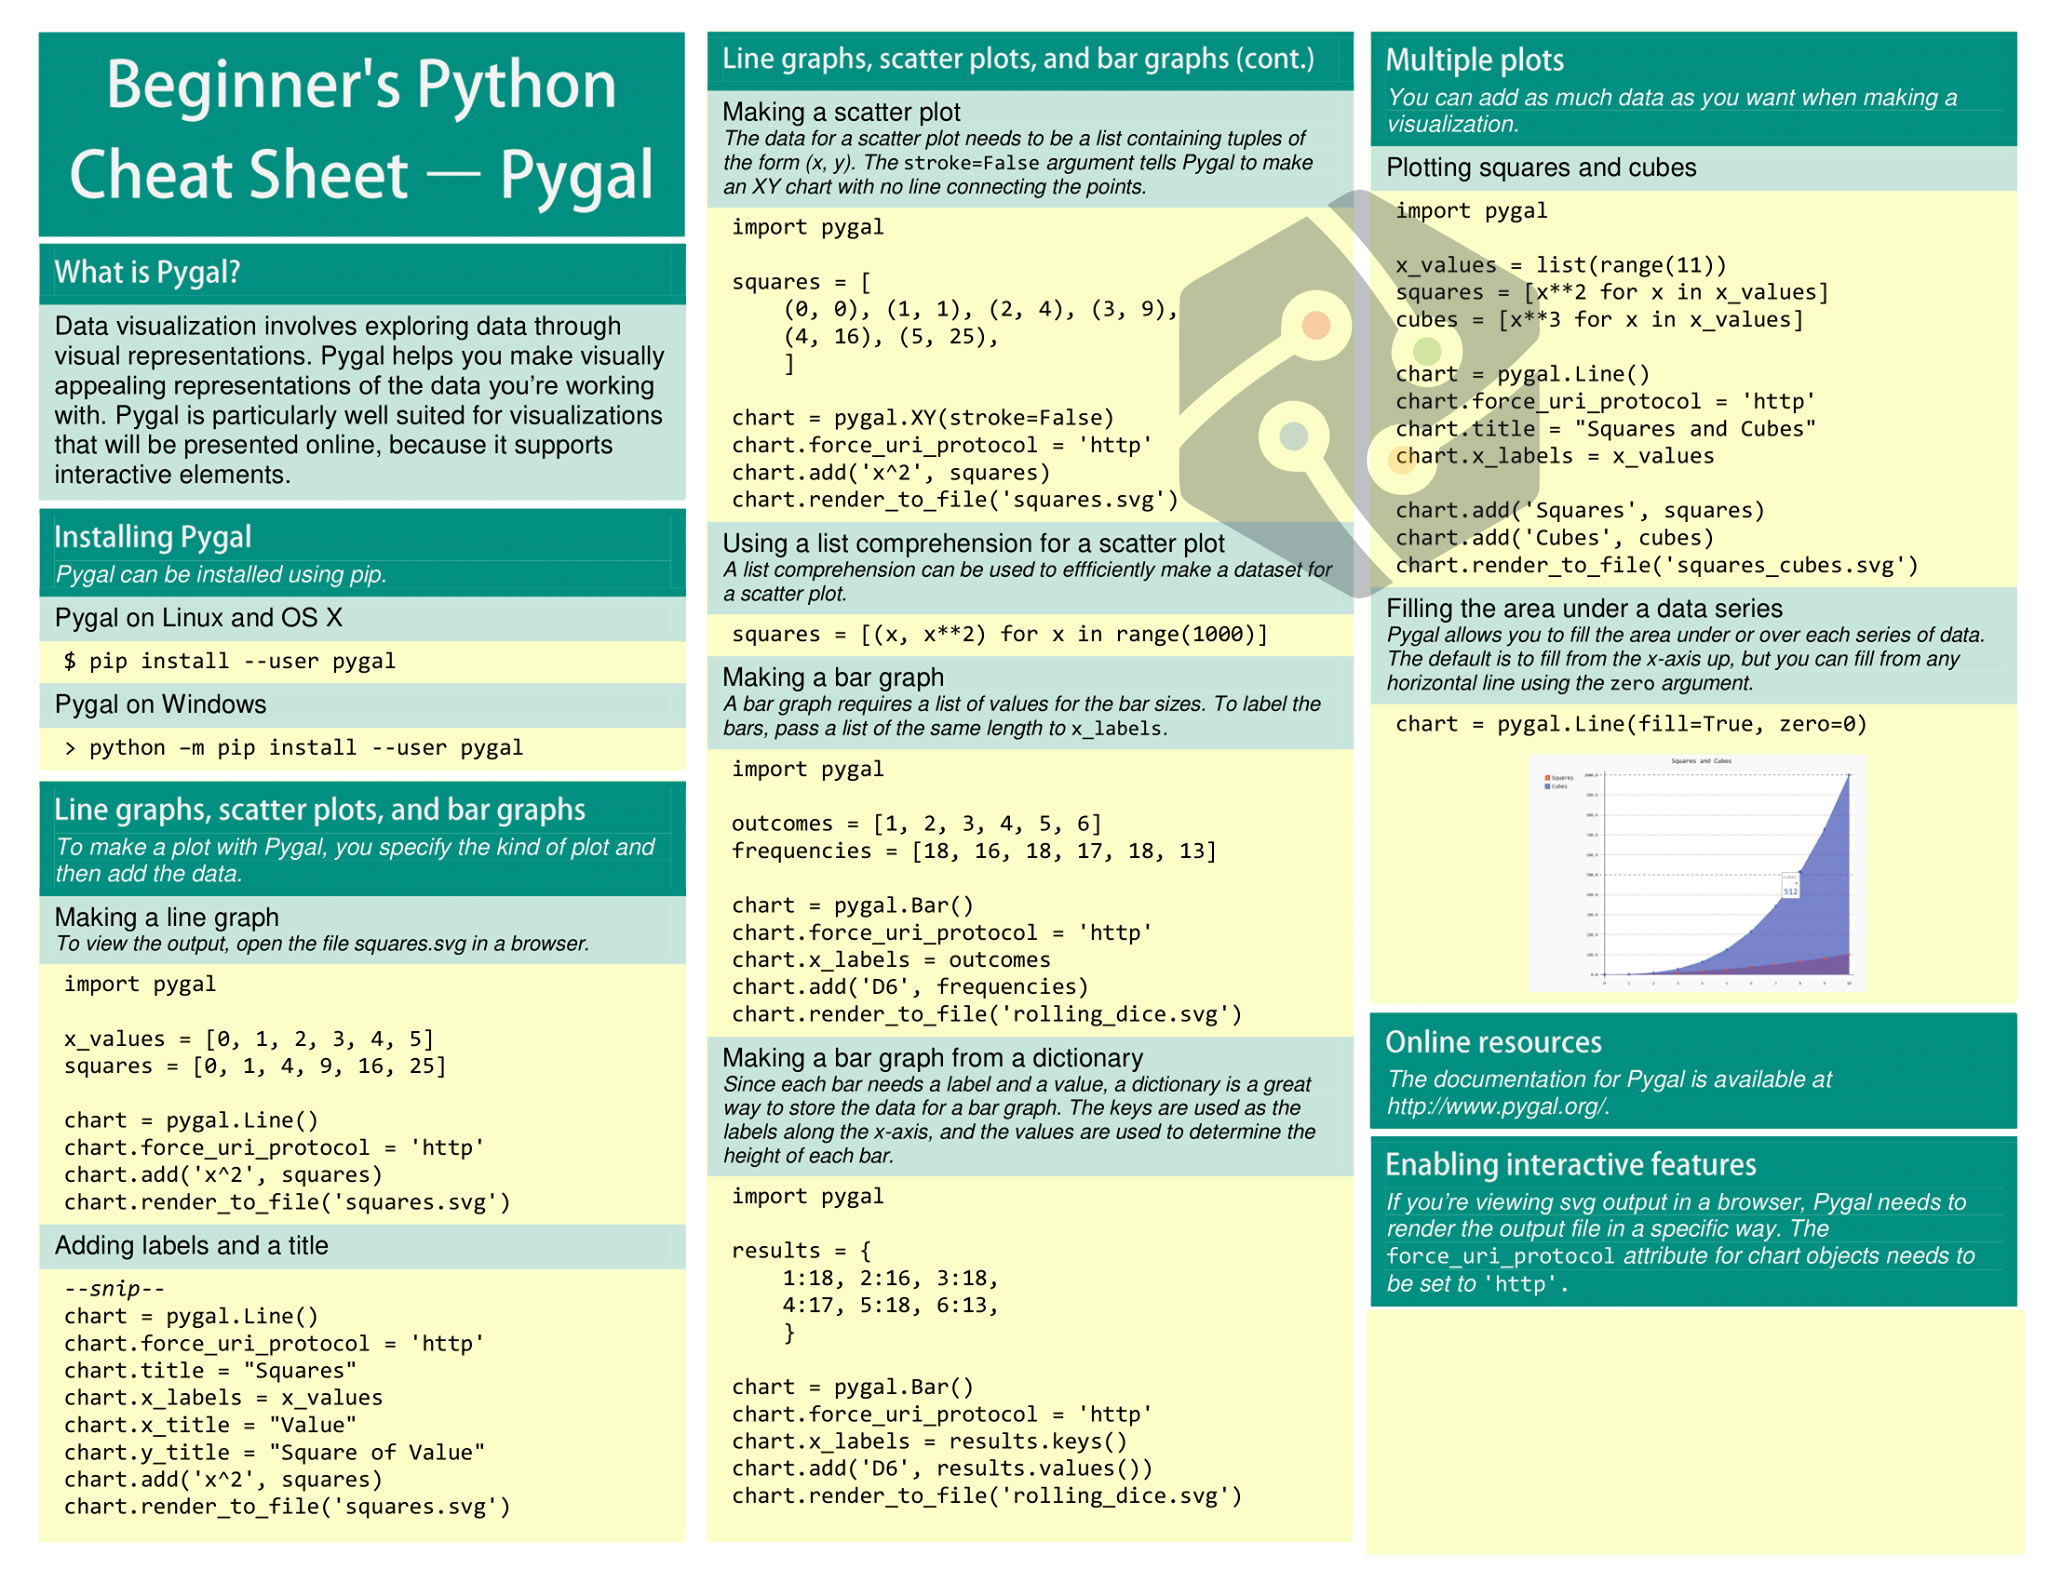 Beginner's Python
Cheat Sheet — Pygal
What is Pygal?
Data visualization involves exploring data through
visual representations. Pygal helps you make visually
appealing representations of the data you’re working
with. Pygal is particularly well suited for visualizations
that will be presented online, because it supports
interactive elements.
Installing Pygal
Pygal can be installed using pip.
Pygal on Linux and OS X
$ pip install --user pygal
Pygal on Windows
> python –m pip install --user pygal
Line graphs, scatter plots, and bar graphs
To make a plot with Pygal, you specify the kind of plot and
then add the data.
Making a line graph
To view the output, open the file squares.svg in a browser.
import pygal
x_values = [0, 1, 2, 3, 4, 5]
squares = [0, 1, 4, 9, 16, 25]
chart = pygal.Line()
chart.force_uri_protocol = 'http'
chart.add('x^2', squares)
chart.render_to_file('squares.svg')
Adding labels and a title
--snip--
chart = pygal.Line()
chart.force_uri_protocol = 'http'
chart.title = "Squares"
chart.x_labels = x_values
chart.x_title = "Value"
chart.y_title = "Square of Value"
chart.add('x^2', squares)
chart.render_to_file('squares.svg')
Line graphs, scatter plots, and bar graphs (cont.)
Making a scatter plot
The data for a scatter plot needs to be a list containing tuples of
the form (x, y). The stroke=False argument tells Pygal to make
an XY chart with no line connecting the points.
import pygal
squares = [
(0, 0), (1, 1), (2, 4), (3, 9),
(4, 16), (5, 25),
]
chart = pygal.XY(stroke=False)
chart.force_uri_protocol = 'http'
chart.add('x^2', squares)
chart.render_to_file('squares.svg')
Using a list comprehension for a scatter plot
A list comprehension can be used to effficiently make a dataset for
a scatter plot.
squares = [(x, x**2) for x in range(1000)]
Making a bar graph
A bar graph requires a list of values for the bar sizes. To label the
bars, pass a list of the same length to x_labels.
import pygal
outcomes = [1, 2, 3, 4, 5, 6]
frequencies = [18, 16, 18, 17, 18, 13]
chart = pygal.Bar()
chart.force_uri_protocol = 'http'
chart.x_labels = outcomes
chart.add('D6', frequencies)
chart.render_to_file('rolling_dice.svg')
Making a bar graph from a dictionary
Since each bar needs a label and a value, a dictionary is a great
way to store the data for a bar graph. The keys are used as the
labels along the x-axis, and the values are used to determine the
height of each bar.
import pygal
results = {
1:18, 2:16, 3:18,
4:17, 5:18, 6:13,
}
chart = pygal.Bar()
chart.force_uri_protocol = 'http'
chart.x_labels = results.keys()
chart.add('D6', results.values())
chart.render_to_file('rolling_dice.svg')
Multiple plots
You can add as much data as you want when making a
visualization.
Plotting squares and cubes
import pygal
x_values = list(range(11))
squares = [x**2 for x in x_values]
cubes = [x**3 for x in x_values]
chart = pygal.Line()
chart.force_uri_protocol = 'http'
chart.title = "Squares and Cubes"
chart.x_labels = x_values
chart.add('Squares', squares)
chart.add('Cubes', cubes)
chart.render_to_file('squares_cubes.svg')
Filling the area under a data series
Pygal allows you to fill the area under or over each series of data.
The default is to fill from the x-axis up, but you can fill from any
horizontal line using the zero argument.
chart = pygal.Line(fill=True, zero=0)
Squares and Cubes
Squares
Cubes
512
Online resources
The documentation for Pygal is available at
http://www.pygal.org/.
Enabling interactive features
If you’re viewing svg output in a browser, Pygal needs to
render the output file in a specific way. The
force_uri_protocol attribute for chart objects needs to
be set to 'http'.